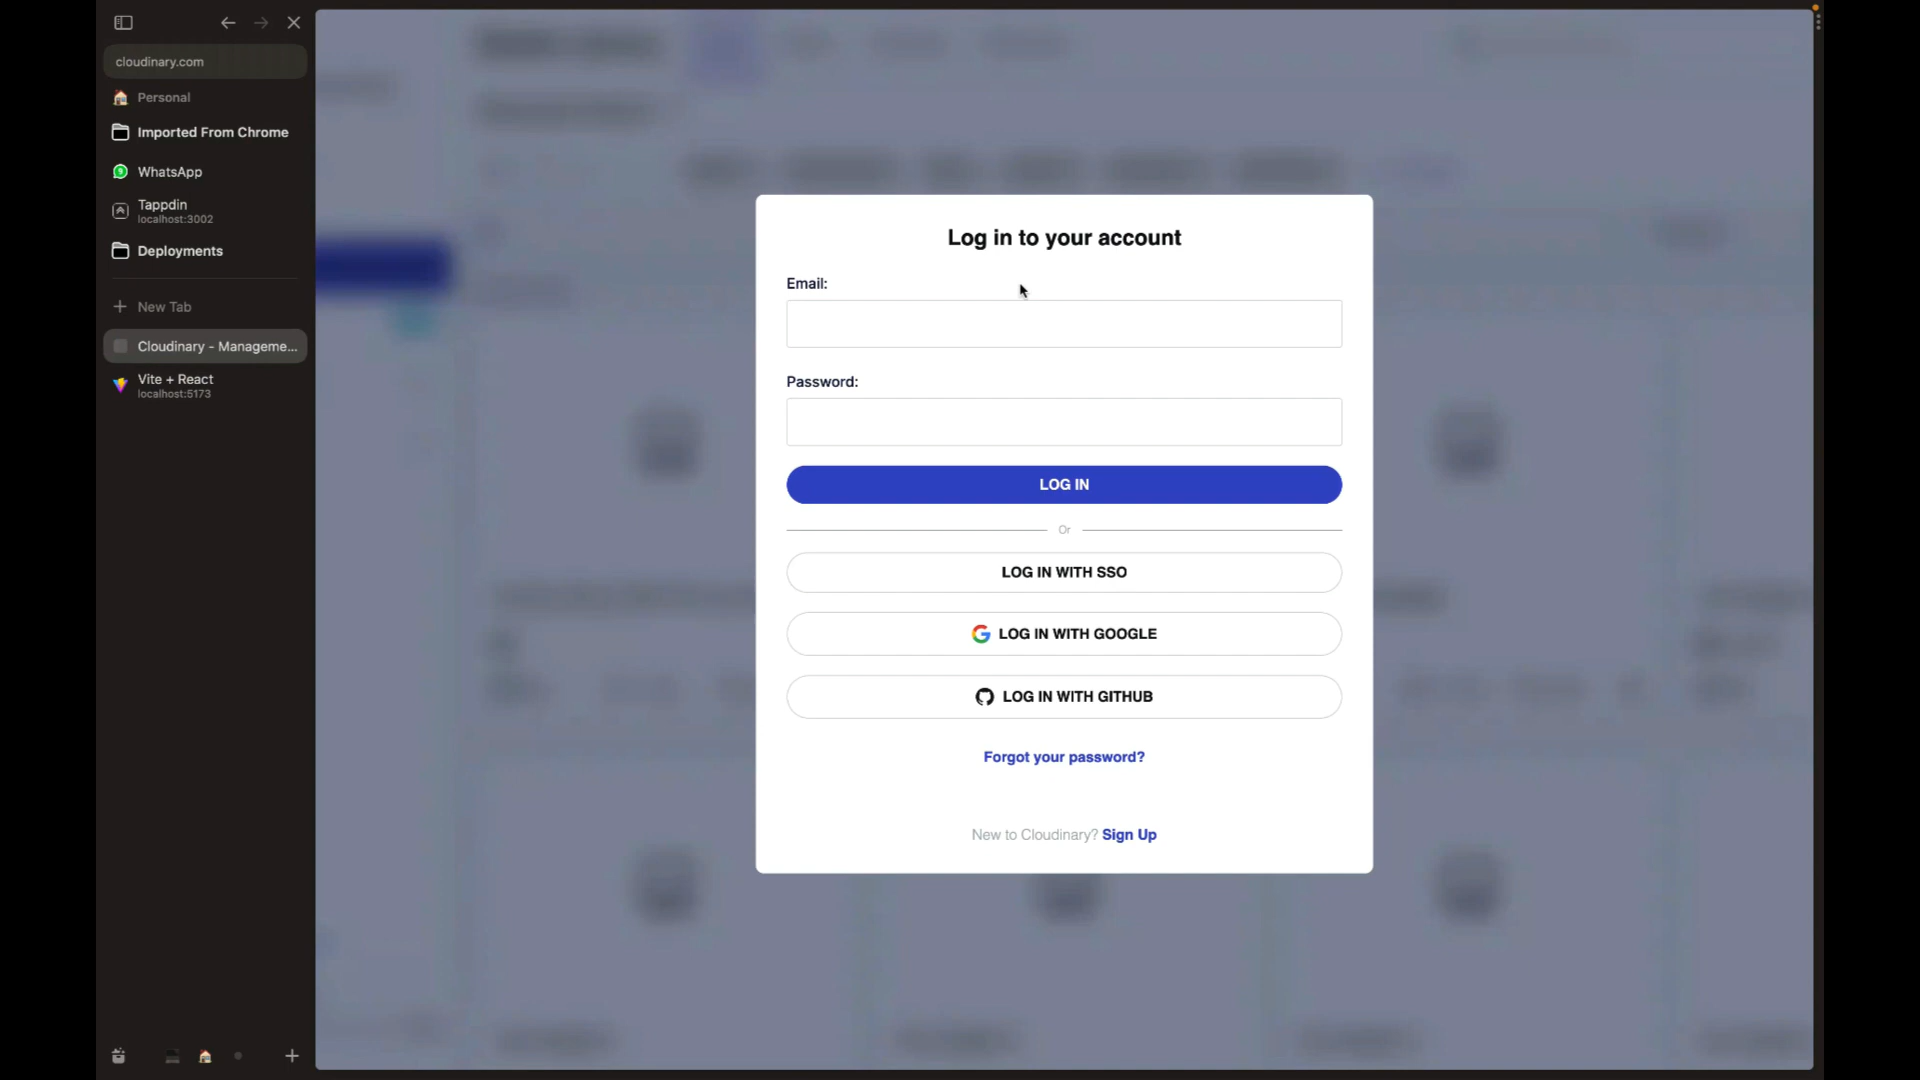 cloudinary.com
Personal
Imported From Chrome
WhatsApp
Tappdin
localhost:3002
Deployments
New Tab
Cloudinary - Manageme...
Vite + React
localhost:5173
Log in to your account
Email:
Password:
LOG IN
Or
LOG IN WITH SSO
LOG IN WITH GOOGLE
LOG IN WITH GITHUB
Forgot your password?
New to Cloudinary? Sign Up